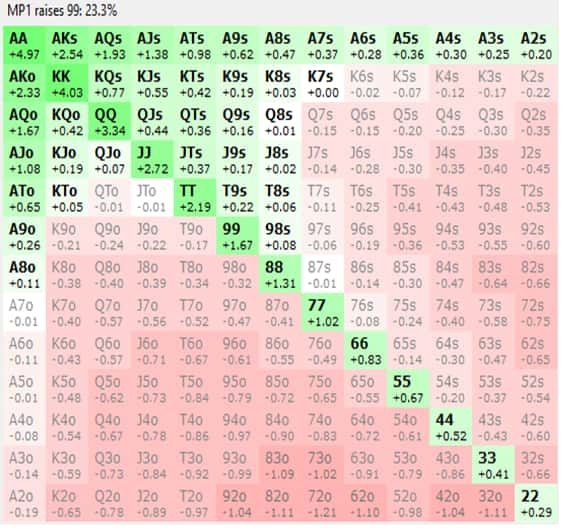 MP1 raises 99: 23.3%
AA AKs AQs AJs ATs A9s A8s A7s A6s A5s A4s A3s A2s
+4.97 +2.54 +1.93 +1.38 +0.98 +0.62 +0.47 +0.37 +0.28 +0.36 +0.30 +0.25 +0.20
AKo KK KQs KJs KTs K9s K8s K7s K6s K5s K4s K3s K2s
+2.33 +4.03 +0.77 +0.55 +0.42 +0.19 +0.03 +0.00 -0.02 -0.07 -0.12 -0.17 -0.22
AQo KQo QQ QJs QTs Q9s Q8s Q7s Q6s Q5s Q4s Q3s Q2s
+1.67 +0.42 +3.34 +0.44 +0.36 +0.16 +0.01 -0.15 -0.15 -0.20 -0.25 -0.30 -0.35
AJo KJo QJo JJ JTs J9s J8s J7s J6s J5s J4s J3s J2s
+1.08 +0.19 +0.07 +2.72 +0.37 +0.17 +0.02 -0.14 -0.28 -0.30 -0.35 -0.40 -0.45
ATo KTo QTo JTo TT T9s T8s T7s T6s T5s T4s T3s T2s
+0.65 +0.05 -0.01 -0.01 +2.19 +0.22 +0.06 -0.11 -0.25 -0.41 -0.43 -0.48 -0.53
A9o K9o Q9o J9o T9o 99 98s 97s 96s 95s 94s 93s 92s
+0.26 -0.21 -0.24 -0.22 -0.17 +1.67 +0.08 -0.06 -0.19 -0.36 -0.53 -0.55 -0.60
A8o K8o Q8o J8o T8o 98o 88 87s 86s 85s 84s 83s 82s
+0.11 -0.38 -0.40 -0.39 -0.34 -0.32 +1.31 -0.01 -0.14 -0.30 -0.47 -0.64 -0.66
A7o K7o Q7o J7o T7o 97o 87o 77 76s 75s 74s 73s 72s
-0.01 -0.40 -0.57 -0.56 -0.52 -0.47 -0.41 +1.02 -0.08 -0.24 -0.40 -0.58 -0.75
A6o K6o Q6o J6o T6o 96o 86o 76o 66 65s 64s 63s 62s
-0.11 -0.43 -0.57 -0.71 -0.67 -0.61 -0.55 -0.49 +0.83 -0.14 -0.30 -0.47 -0.65
A5o K5o Q5o J5o T5o 95o 85o 75o 65o 55 54s 53s 52s
-0.01 -0.48 -0.62 -0.73 -0.84 -0.79 -0.72 -0.65 -0.55 +0.67 -0.20 -0.37 -0.54
A4o K4o Q4o J4o T4o 94o 84o 74o 64o 54o 44 43s 42s
-0.08 -0.54 -0.67 -0.78 -0.86 -0.97 -0.90 -0.83 -0.72 -0.61 +0.52 -0.43 -0.60
A3o K3o Q3o J3o T3o 93o 83o 73o 63o 53o 43o 33 32s
-0.14 -0.59 -0.73 -0.84 -0.92 -0.99 -1.09 -1.02 -0.91 -0.79 -0.86 +0.41 -0.66
A2o K2o Q2o J2o T2o 92o 82o 72o 62o 52o 42o 32o 22
-0.19 -0.65 -0.78 -0.89 -0.97 -1.04 -1.11 -1.21 -1.10 -0.98 -1.04 -1.11 +0.29